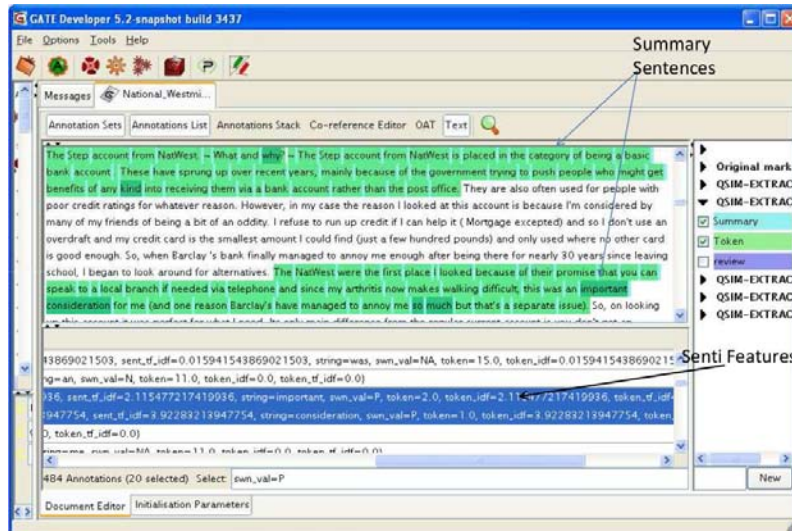 GATE Developer 5.2-snapshot build 3437
File Options Tools Help
Summary
Sentences
Messages National_Westmi...
Annotation Sets Annotations List Annotations Stack Co-reference Editor OAT Text
The Step account from NatWest. ~ What and why? ~ The Step account from NatWest is placed in the category of being a basic
bank account. These have sprung up over recent years, mainly because of the government trying to push people who might get
benefits of any kind into receiving them via a bank account rather than the post office. They are also often used for people with
poor credit ratings for whatever reason. However, in my case the reason I looked at this account is because I'm considered by
many of my friends of being a bit of an oddity. I refuse to run up credit if I can help it ( Mortgage excepted) and so I don't use an
overdraft and my credit card is the smallest amount I could find (just a few hundred pounds) and only used where no other card
is good enough. So, when Barclay 's bank finally managed to annoy me enough after being there for nearly 30 years since leaving
school, I began to look around for alternatives. The NatWest were the first place I looked because of their promise that you can
speak to a local branch if needed via telephone and since my arthritis now makes walking difficult, this was an important
consideration for me (and one reason Barclay's have managed to annoy me so much but that's a separate issue). So, on looking
Original mark
QSIM-EXTRAC
QSIM-EXTRAC
Summary
Token
review
QSIM-EXTRAC
QSIM-EXTRAC
QSIM-EXTRAC
43869021503, sent_tf_idf=0.015941543869021503, string=was, swn_val=NA, token=15.0, token_idf=0.0159415438690215
ng=an, swn_val=N, token=11.0, token_idf=0.0, token_tf_idf=0.0)
Senti Features
936, sent_tf_idf=2.115477217419936, string=important, swn_val=P, token=2.0, token_idf=2.115477217419936, token_tf_idf=
3947754, sent_tf_idf=3.92283213947754, string=consideration, swn_val=P, token=1.0, token_idf=3.92283213947754, token_
0, token_tf_idf=0.0)
484 Annotations (20 selected) Select: swn_val=P
New
Document Editor Initialisation Parameters